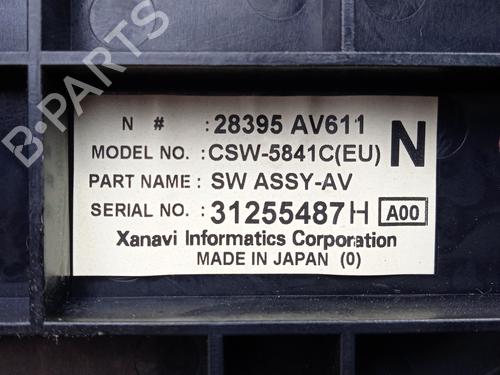 B-PARTS
N # : 28395 AV611
MODEL NO. : CSW-5841C(EU) N
PART NAME : SW ASSY-AV
SERIAL NO. : 31255487H A00
Xanavi Informatics Corporation
MADE IN JAPAN (0)